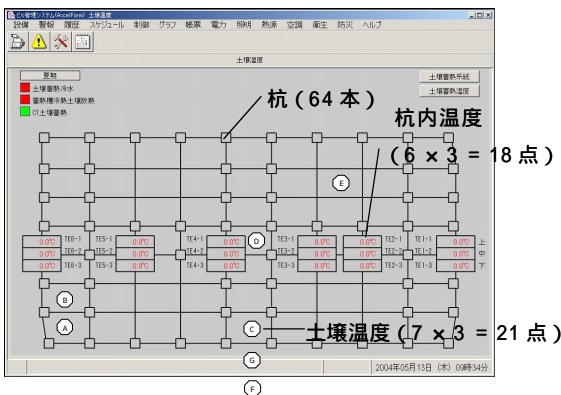 ビル管理システム(AccelForm) 土壌温度
設備 警報 履歴 スケジュール 制御 グラフ 帳票 電力 照明 熱源 空調 衛生 防災 ヘルプ
土壌温度
夏期
土壌蓄熱系統
土壌蓄熱冷水
土壌蓄熱温度
蓄熱槽冷水土壌放熱
CT土壌蓄熱
杭(64本)
杭内温度
(6 × 3 = 18 点)
E
D
0.0℃ TE6-1 TE5-1 0.0℃ TE4-1 0.0℃ TE3-1 0.0℃ 0.0℃ TE2-1 TE1-1 0.0℃ 上
0.0℃ TE6-2 TE5-2 0.0℃ 0.0℃ TE3-2 0.0℃ 0.0℃ TE2-2 TE1-2 0.0℃ 中
0.0℃ TE6-3 TE5-3 0.0℃ TE4-3 0.0℃ TE3-3 0.0℃ 0.0℃ TE2-3 TE1-3 0.0℃ 下
B
A
C
土壌温度(7 × 3 = 21 点)
G
2004年05月13日 (木) 09時34分
F